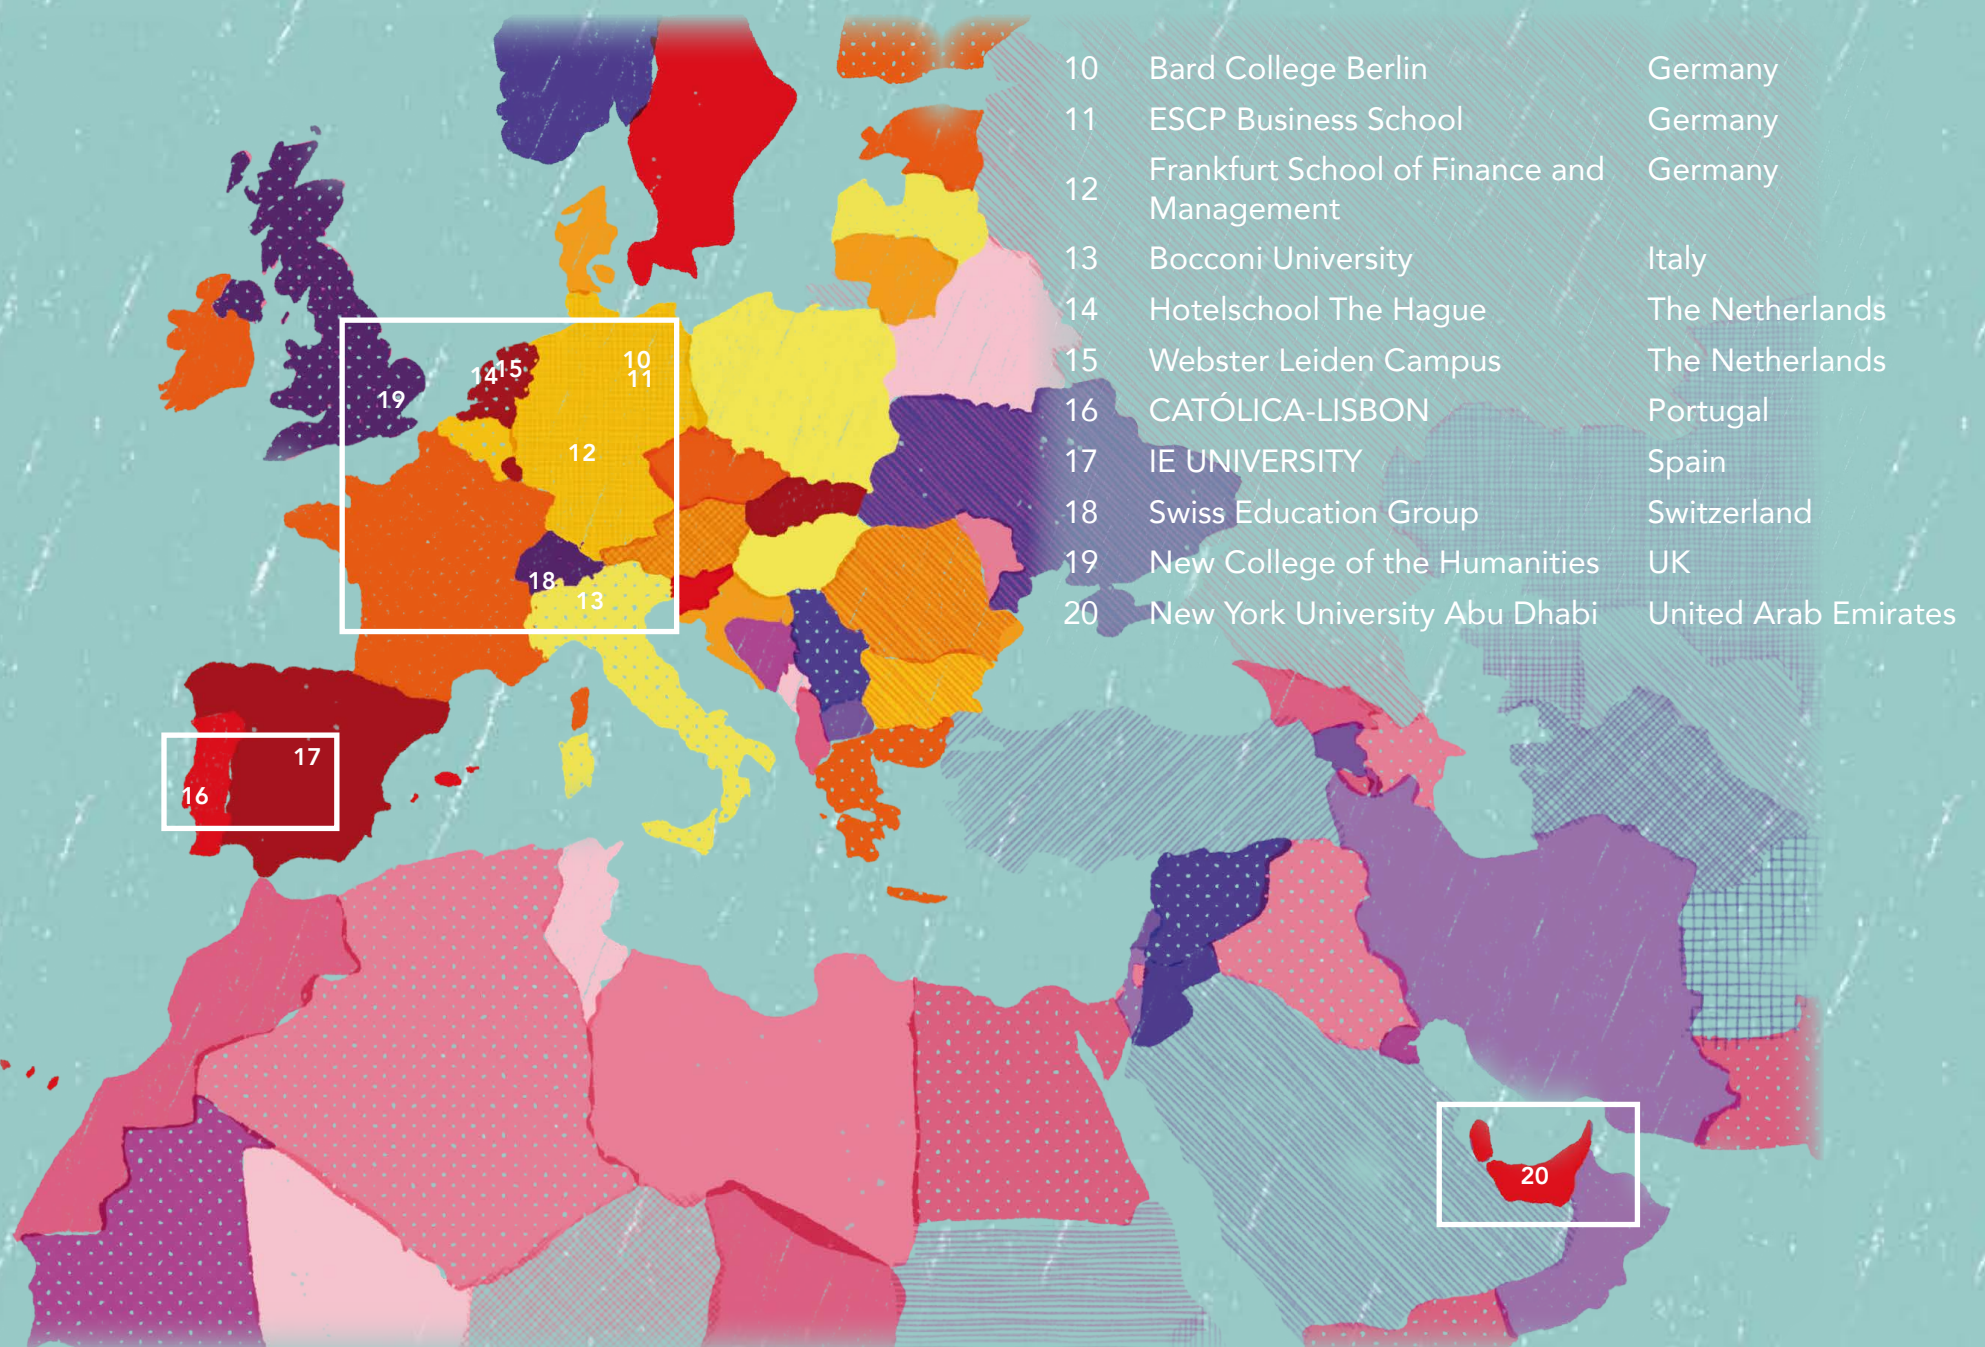 10 Bard College Berlin Germany
11 ESCP Business School Germany
12 Frankfurt School of Finance and Germany
Management
13 Bocconi University Italy
14 Hotelschool The Hague The Netherlands
15 Webster Leiden Campus The Netherlands
16 CATÓLICA-LISBON Portugal
17 IE UNIVERSITY Spain
18 Swiss Education Group Switzerland
19 New College of the Humanities UK
20 New York University Abu Dhabi United Arab Emirates
10
11
14
15
19
12
18
13
17
16
20